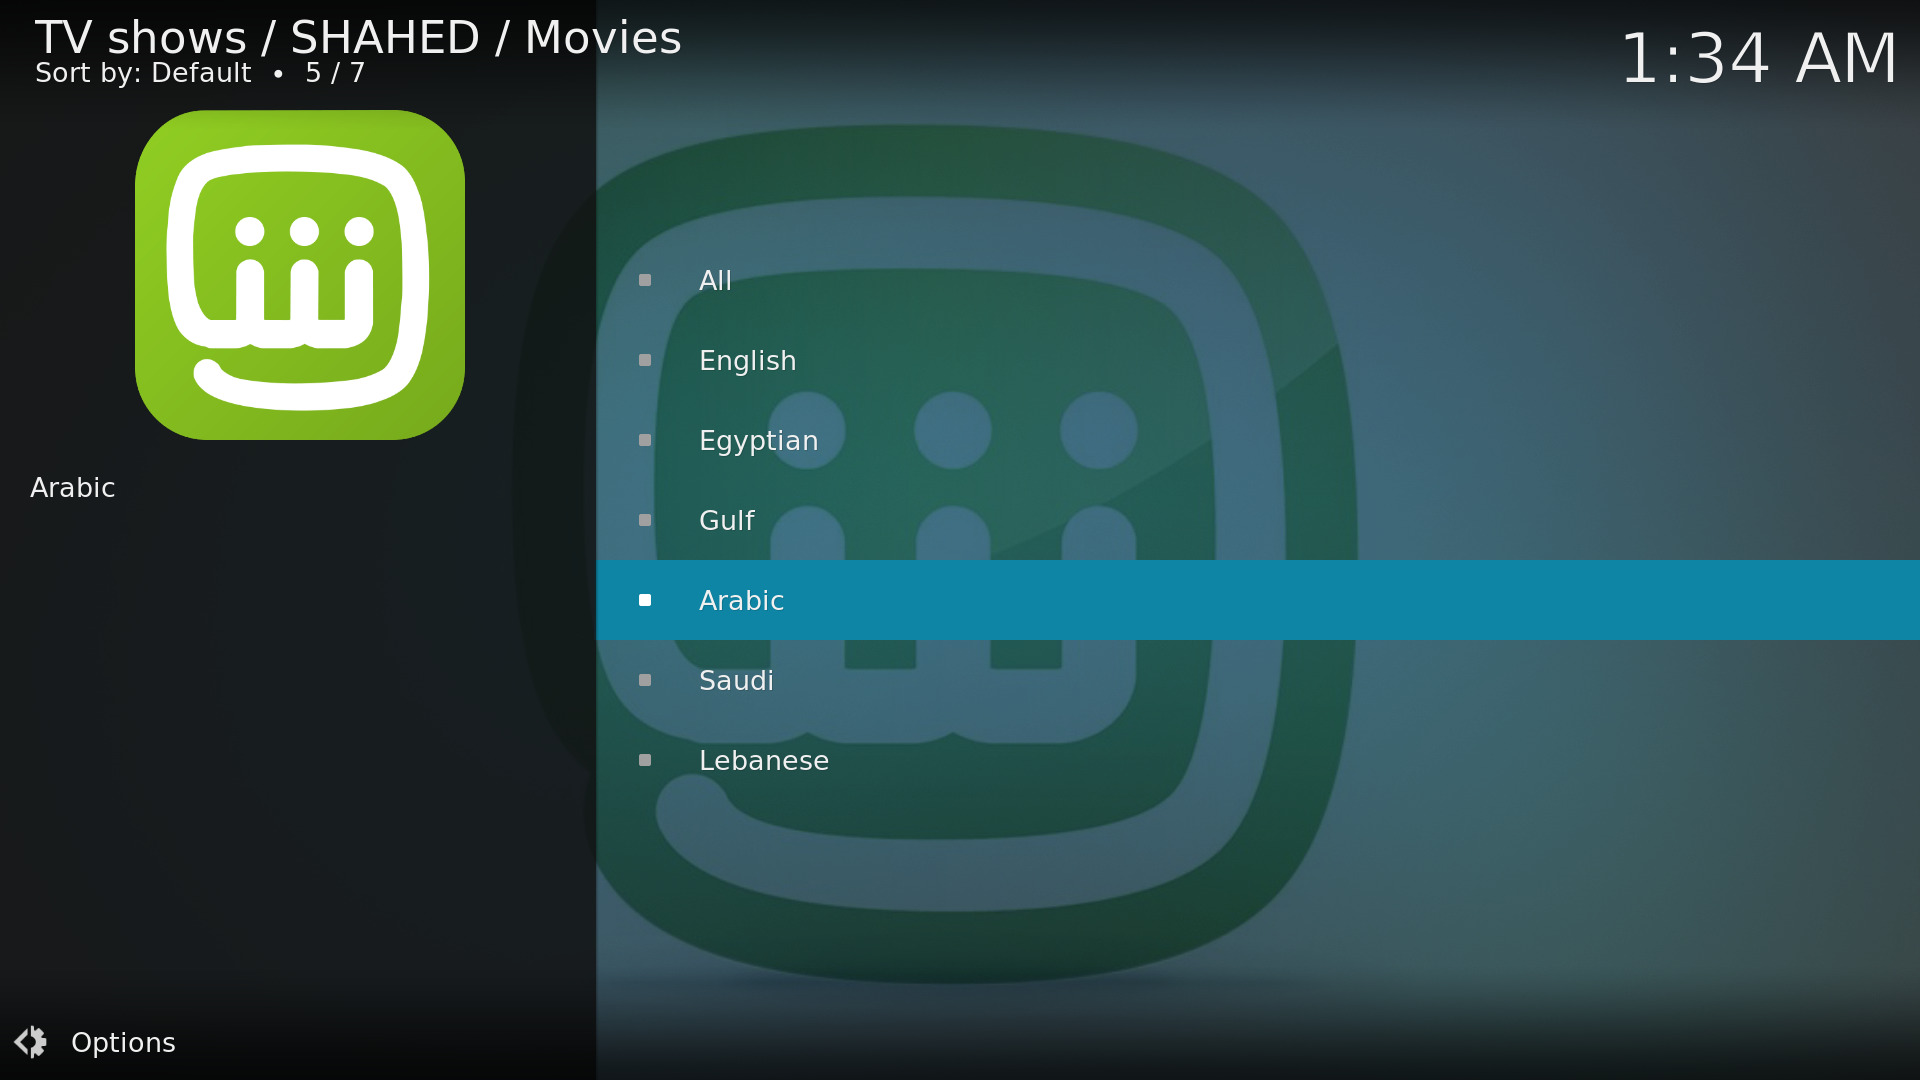 TV shows / SHAHED / Movies
Sort by: Default • 5 / 7
1:34 AM
Arabic
All
English
Egyptian
Gulf
Arabic
Saudi
Lebanese
Options